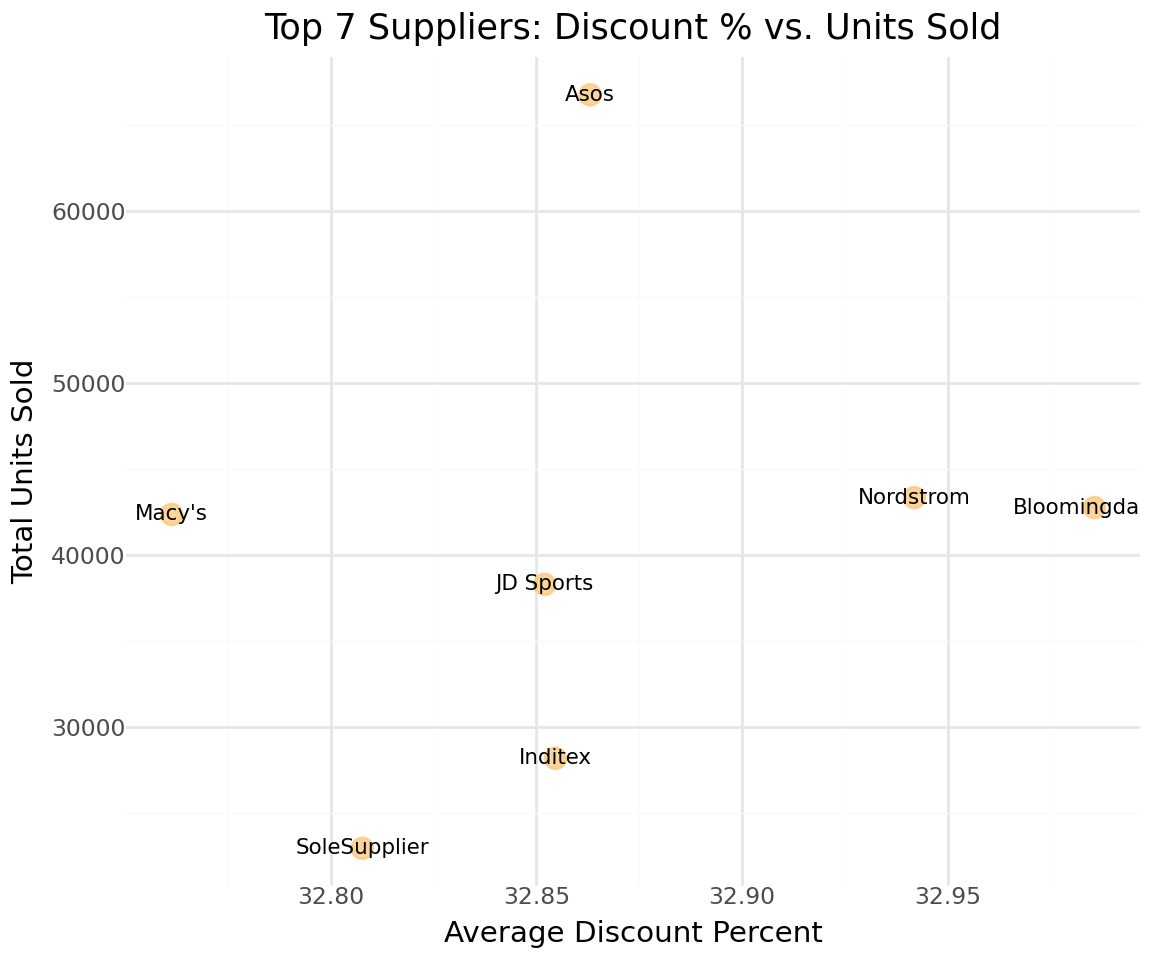 Top 7 Suppliers: Discount % vs. Units Sold
Asos
60000
50000
Total Units Sold
Macy's
Nordstrom
Bloomingda
40000
JD Sports
30000
Inditex
SoleSupplier
32.80
32.85
32.90
32.95
Average Discount Percent